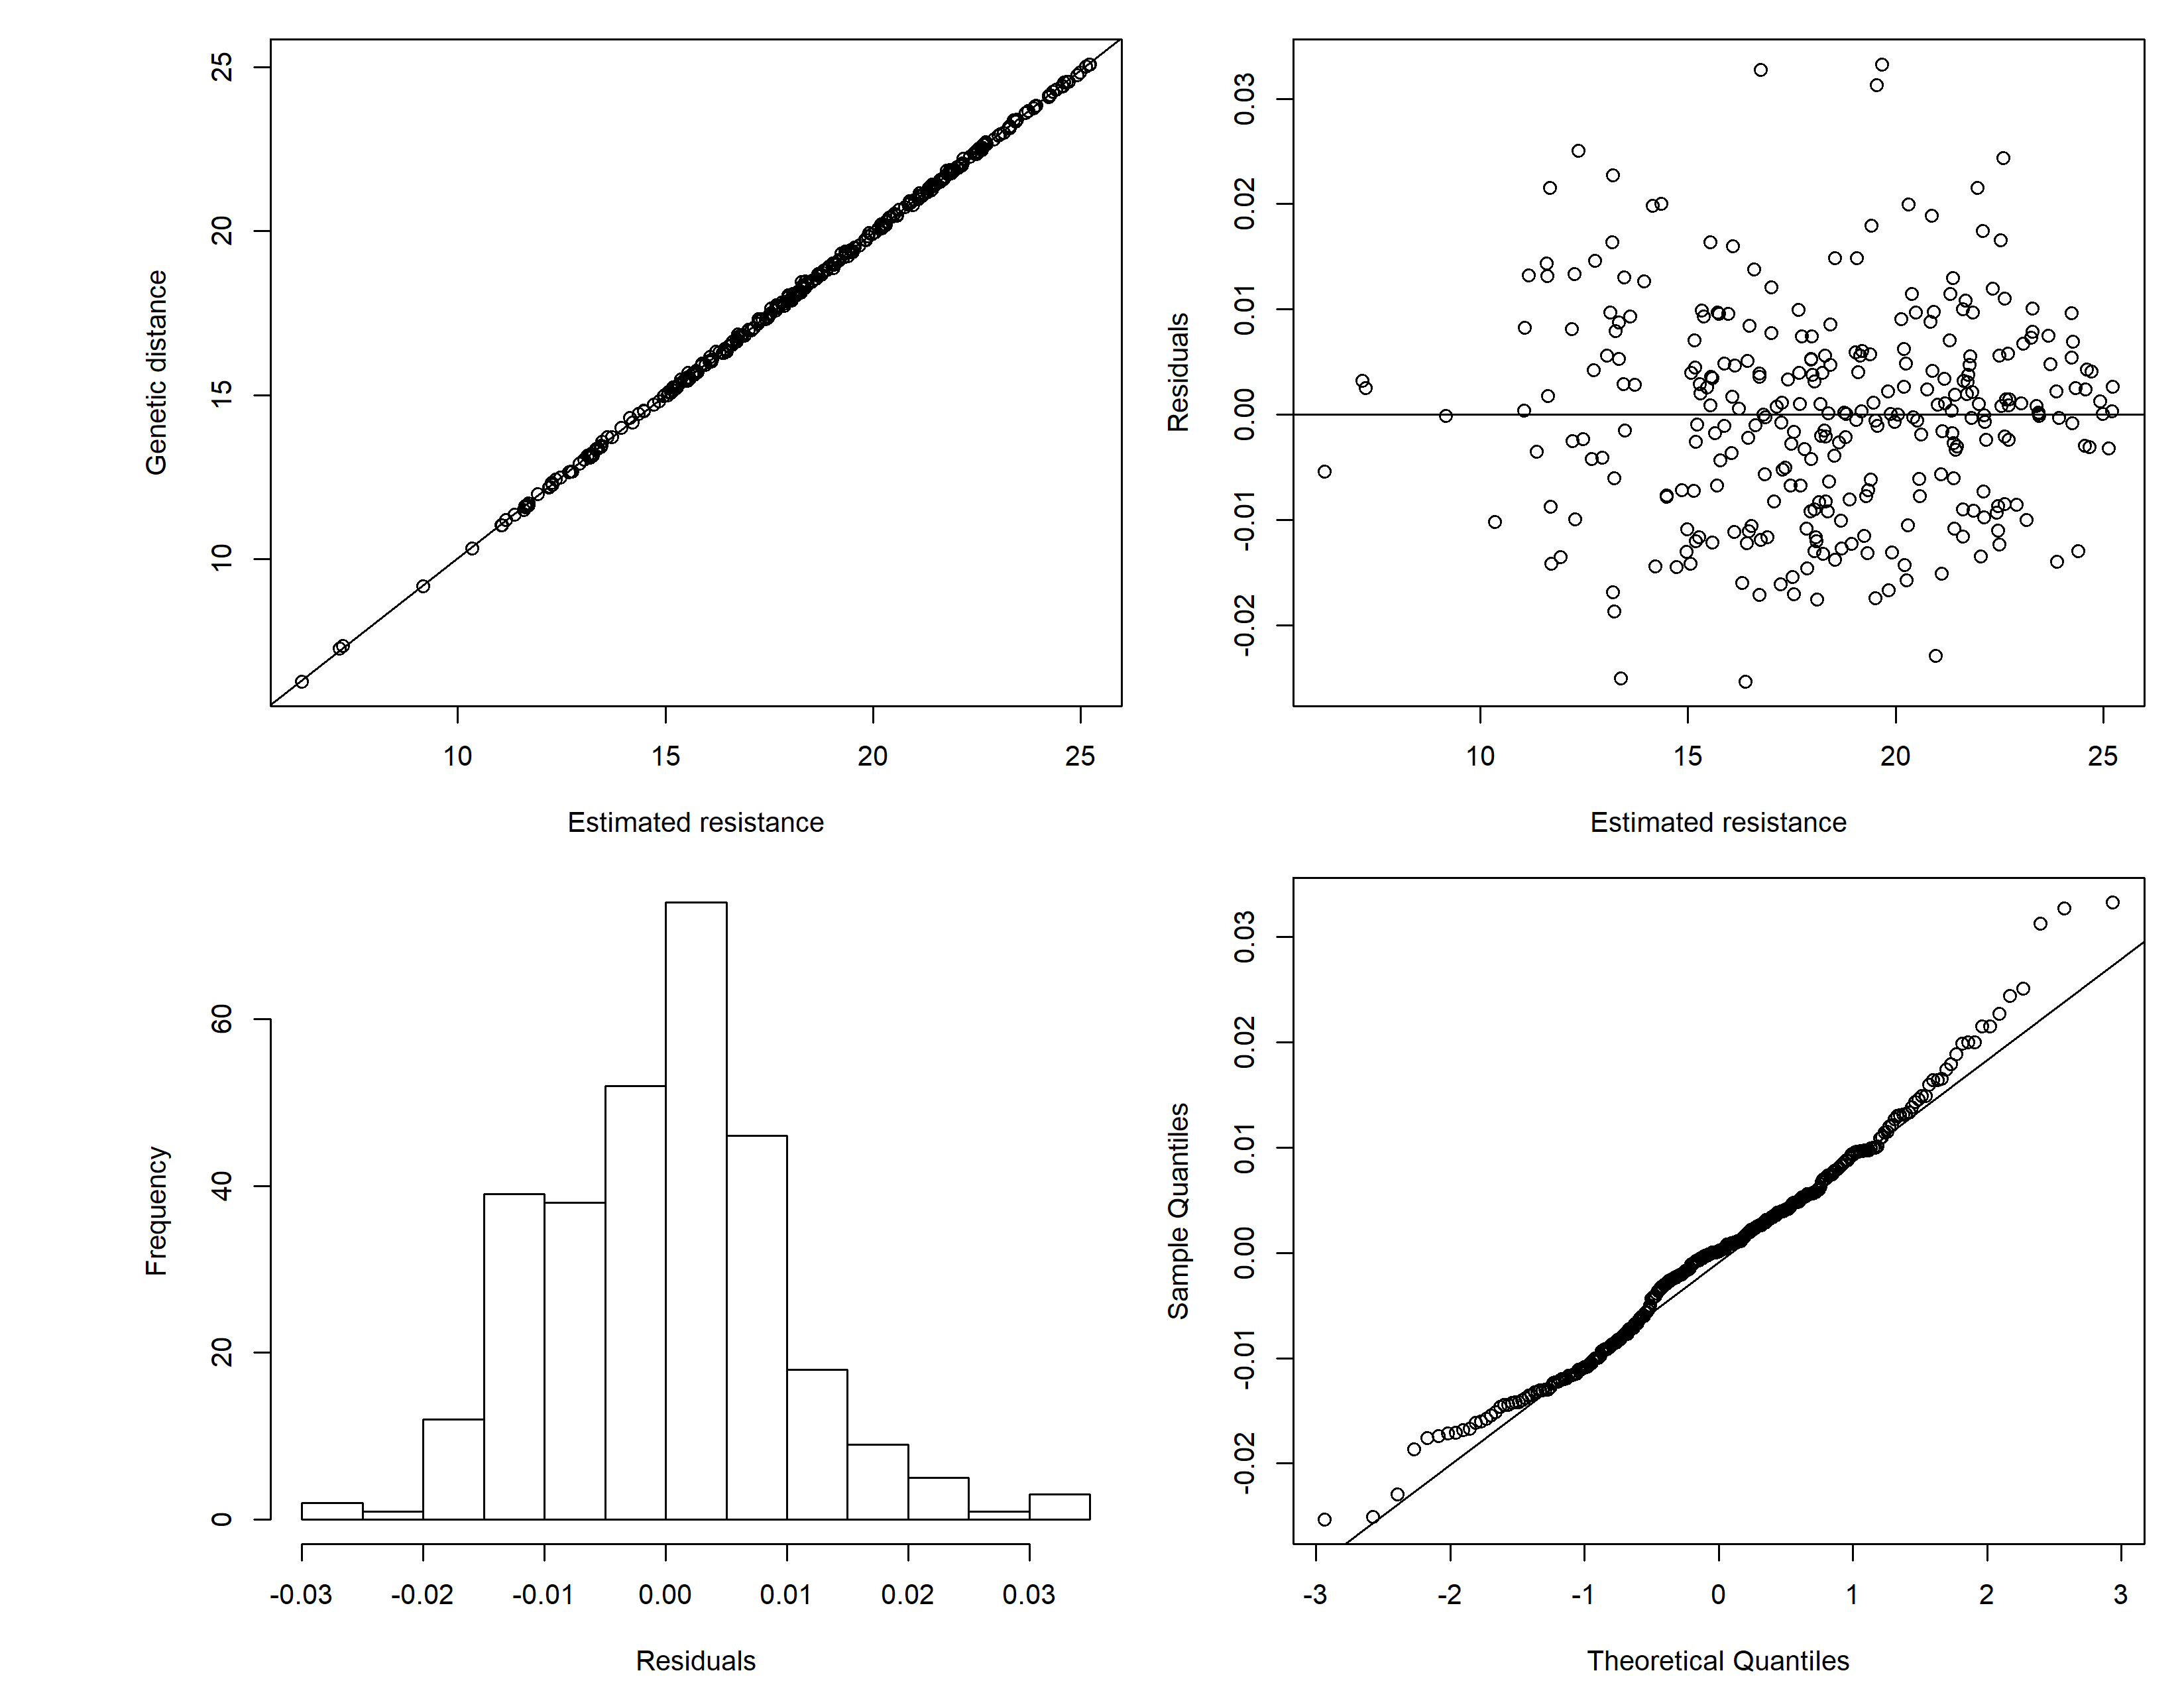 25
20
15
10
Genetic distance
10 15 20 25
Estimated resistance
0.03
0.02
0.01
0.00
-0.01
-0.02
Residuals
10 15 20 25
Estimated resistance
60
40
20
0
Frequency
-0.03 -0.02 -0.01 0.00 0.01 0.02 0.03
Residuals
0.03
0.02
0.01
0.00
-0.01
-0.02
Sample Quantiles
-3 -2 -1 0 1 2 3
Theoretical Quantiles